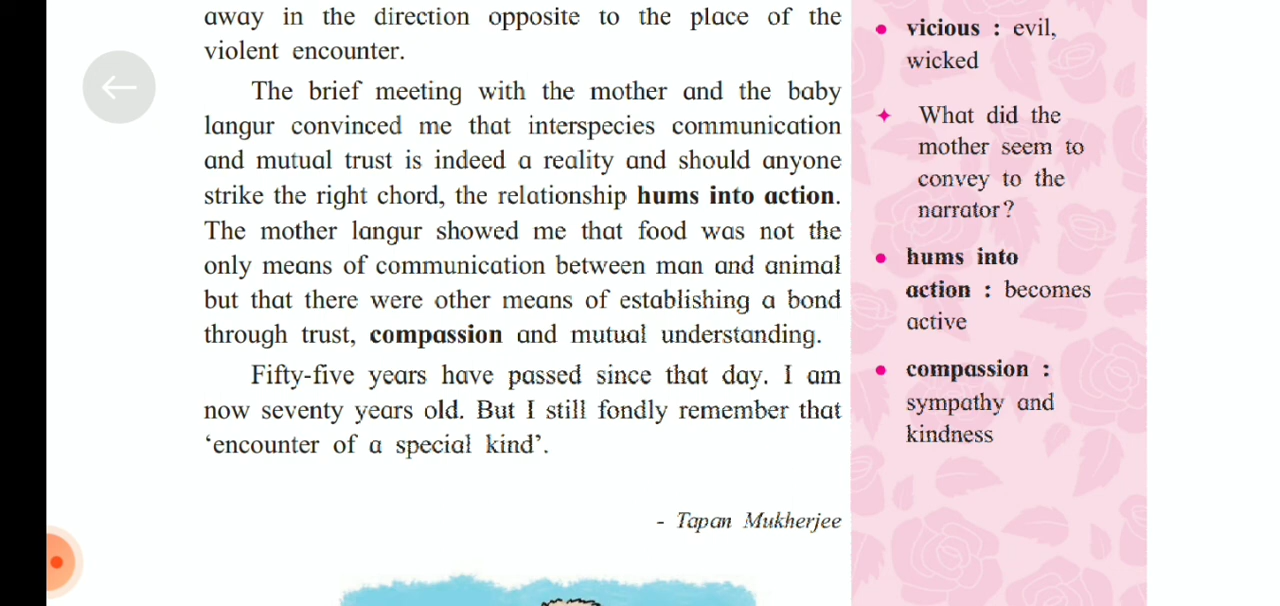 away in the direction opposite to the place of the
violent encounter.
The brief meeting with the mother and the baby
langur convinced me that interspecies communication
and mutual trust is indeed a reality and should anyone
strike the right chord, the relationship hums into action.
The mother langur showed me that food was not the
only means of communication between man and animal
but that there were other means of establishing a bond
through trust, compassion and mutual understanding.
Fifty-five years have passed since that day. I am
now seventy years old. But I still fondly remember that
‘encounter of a special kind’.
- Tapan Mukherjee
• vicious : evil,
wicked
✦ What did the
mother seem to
convey to the
narrator?
• hums into
action : becomes
active
• compassion :
sympathy and
kindness